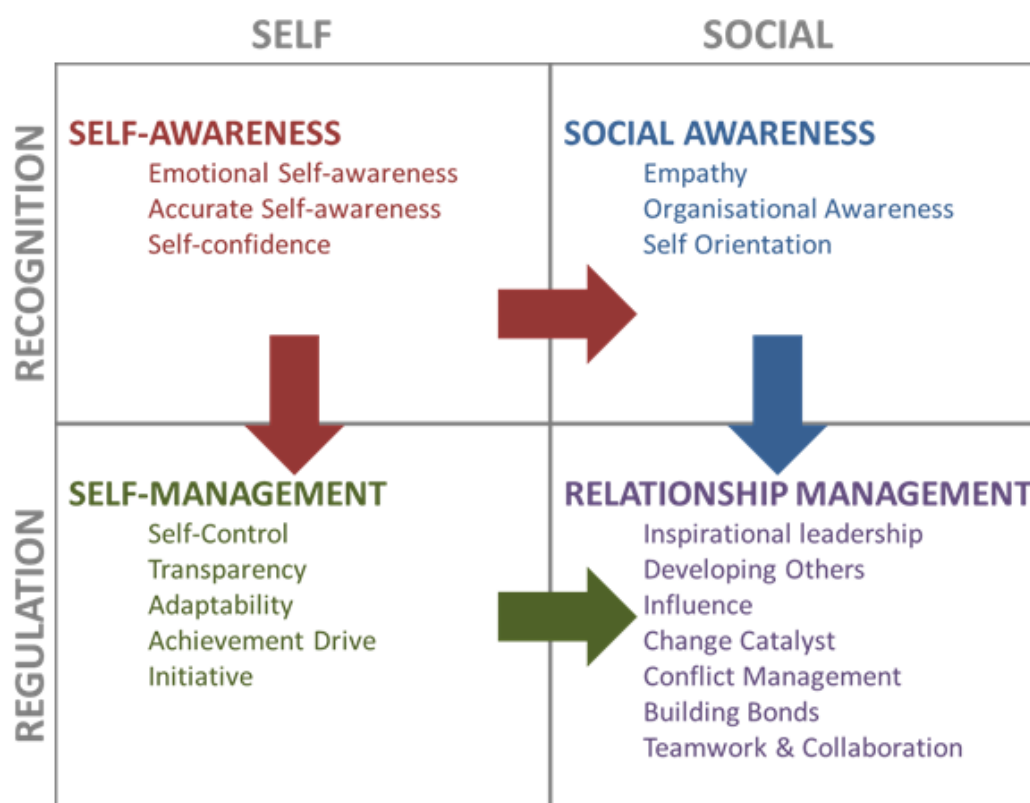 SELF
SOCIAL
RECOGNITION
SELF-AWARENESS
Emotional Self-awareness
Accurate Self-awareness
Self-confidence
SOCIAL AWARENESS
Empathy
Organisational Awareness
Self Orientation
REGULATION
SELF-MANAGEMENT
Self-Control
Transparency
Adaptability
Achievement Drive
Initiative
RELATIONSHIP MANAGEMENT
Inspirational leadership
Developing Others
Influence
Change Catalyst
Conflict Management
Building Bonds
Teamwork & Collaboration